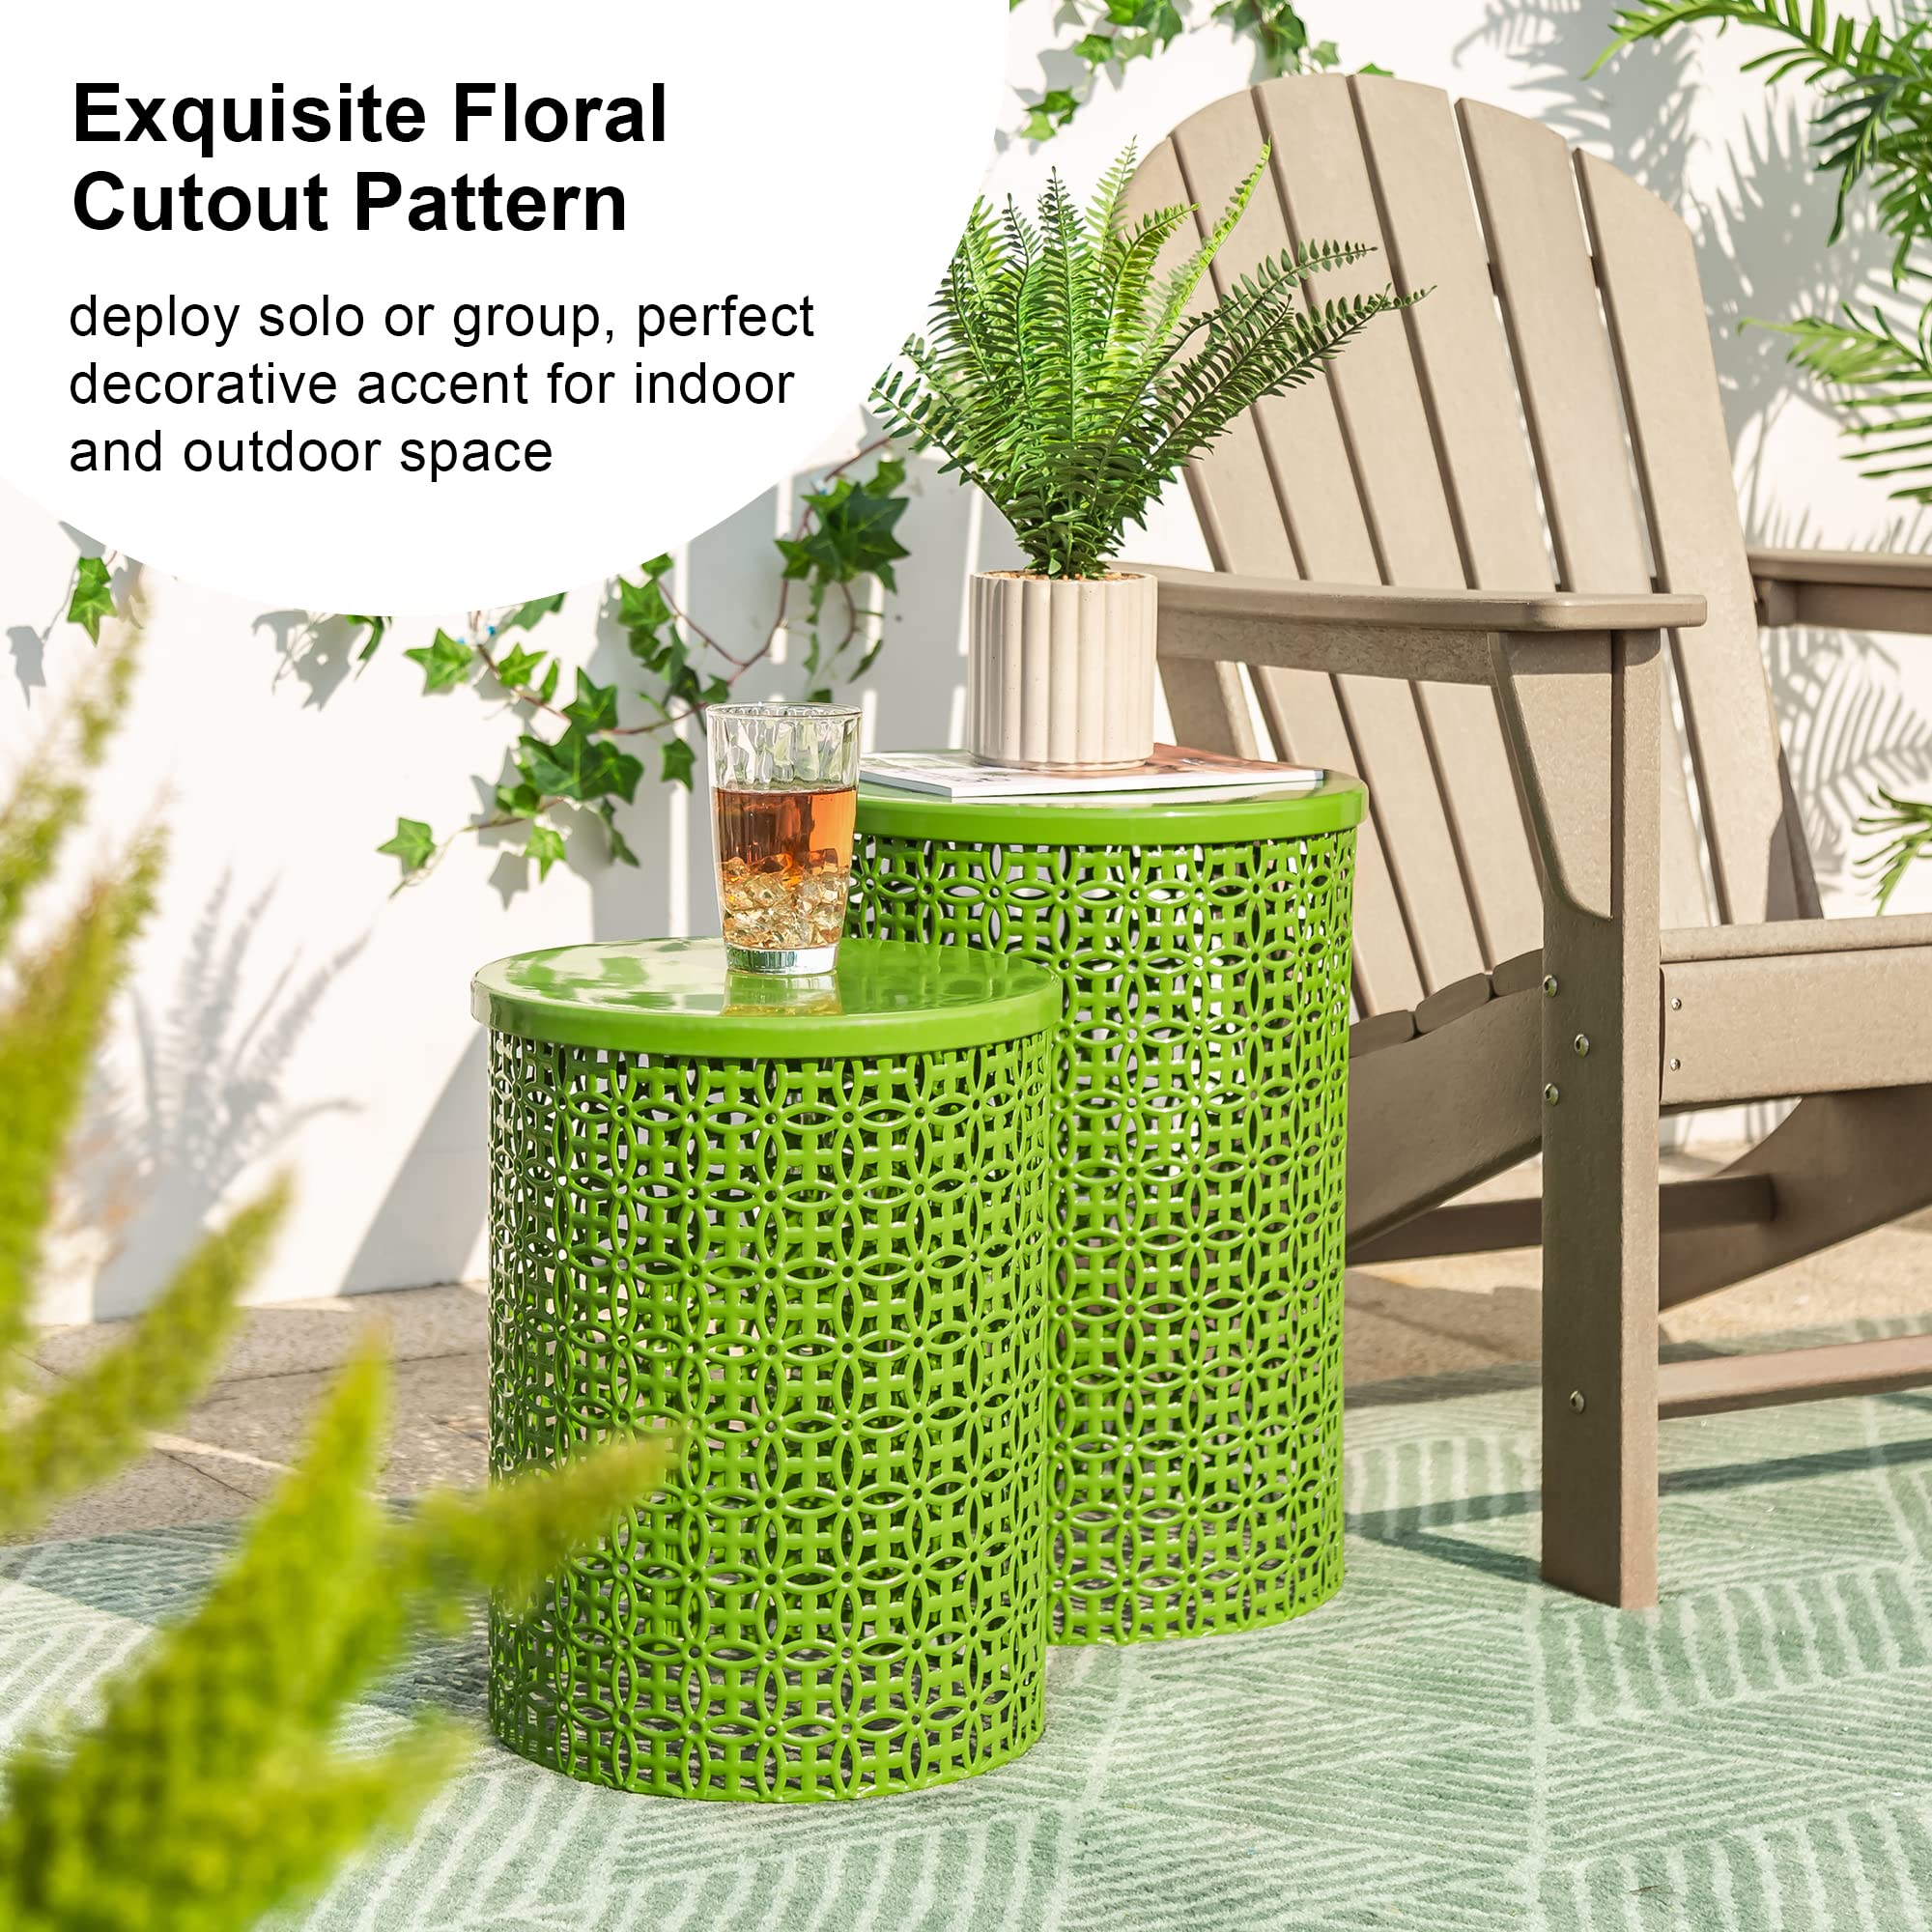 Exquisite Floral
Cutout Pattern
deploy solo or group, perfect
decorative accent for indoor
and outdoor space